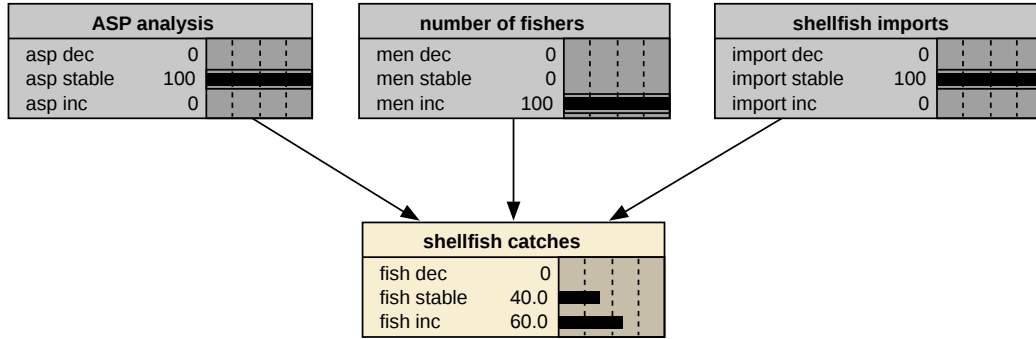 ASP analysis
asp dec 0
asp stable 100
asp inc 0
number of fishers
men dec 0
men stable 0
men inc 100
shellfish imports
import dec 0
import stable 100
import inc 0
shellfish catches
fish dec 0
fish stable 40.0
fish inc 60.0